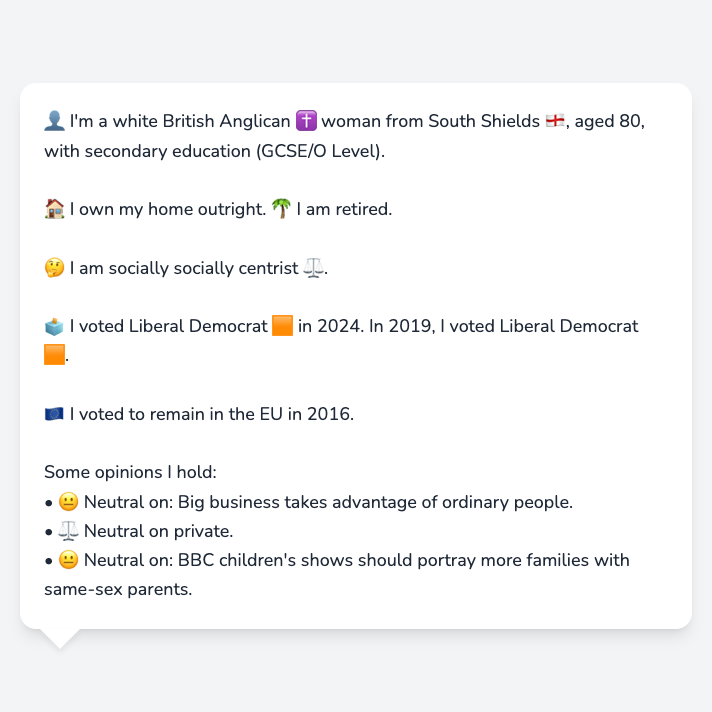 👤 I'm a white British Anglican ✝️ woman from South Shields 🏴󠁧󠁢󠁥󠁮󠁧󠁿, aged 80,
with secondary education (GCSE/O Level).
🏠 I own my home outright. 🌴 I am retired.
🤔 I am socially socially centrist ⚖️.
🗳️ I voted Liberal Democrat 🟧 in 2024. In 2019, I voted Liberal Democrat
🟧.
🇪🇺 I voted to remain in the EU in 2016.
Some opinions I hold:
• 😐 Neutral on: Big business takes advantage of ordinary people.
• ⚖️ Neutral on private.
• 😐 Neutral on: BBC children's shows should portray more families with
same-sex parents.